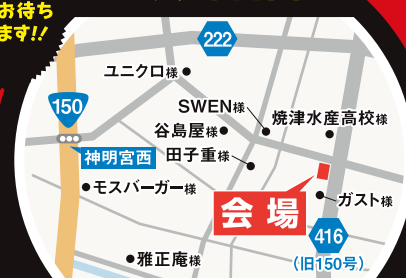 お待ち
ます!!
222
ユニクロ様
150
SWEN様
焼津水産高校様
谷島屋様
神明宮西
田子重様
モスバーガー様
会場
ガスト様
416
(旧150号)
雅正庵様